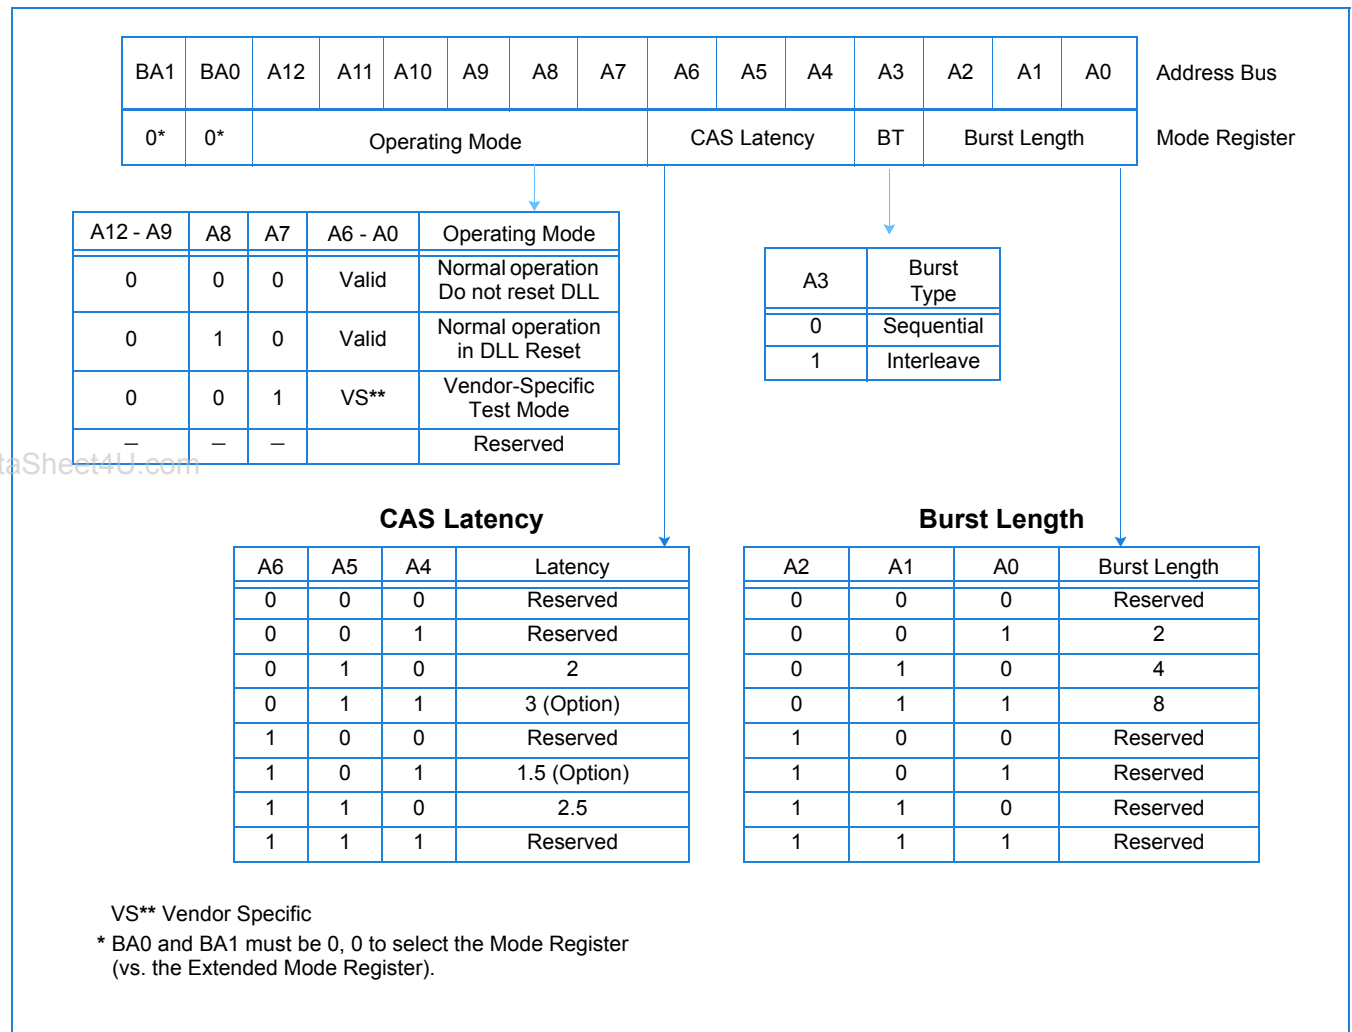 BA1 BA0 A12 A11 A10 A9 A8 A7 A6 A5 A4 A3 A2 A1 A0 Address Bus
0* 0* Operating Mode CAS Latency BT Burst Length Mode Register
A12 - A9 A8 A7 A6 - A0 Operating Mode
0 0 0 Valid Normal operation
Do not reset DLL
0 1 0 Valid Normal operation
in DLL Reset
0 0 1 VS** Vendor-Specific
Test Mode
— — — Reserved
A3 Burst
Type
0 Sequential
1 Interleave
taSheet4U.com
CAS Latency
A6 A5 A4 Latency
0 0 0 Reserved
0 0 1 Reserved
0 1 0 2
0 1 1 3 (Option)
1 0 0 Reserved
1 0 1 1.5 (Option)
1 1 0 2.5
1 1 1 Reserved
Burst Length
A2 A1 A0 Burst Length
0 0 0 Reserved
0 0 1 2
0 1 0 4
0 1 1 8
1 0 0 Reserved
1 0 1 Reserved
1 1 0 Reserved
1 1 1 Reserved
VS** Vendor Specific
* BA0 and BA1 must be 0, 0 to select the Mode Register
(vs. the Extended Mode Register).